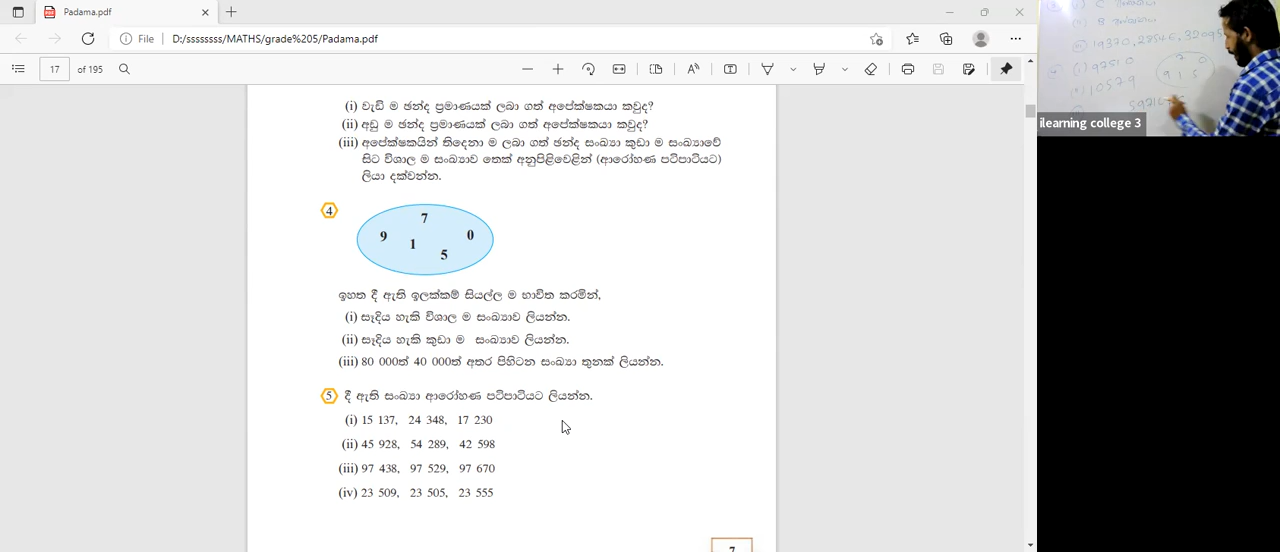 Padama.pdf
File D:/ssssssss/MATHS/grade%205/Padama.pdf
17 of 195
(i) වැඩි ම ඡන්ද ප්‍රමාණයක් ලබා ගත් අපේක්ෂකයා කවුද?
(ii) අඩු ම ඡන්ද ප්‍රමාණයක් ලබා ගත් අපේක්ෂකයා කවුද?
(iii) අපේක්ෂකයින් තිදෙනා ම ලබා ගත් ඡන්ද සංඛ්‍යා කුඩා ම සංඛ්‍යාවේ
සිට විශාල ම සංඛ්‍යාව තෙක් අනුපිළිවෙළින් (ආරෝහණ පටිපාටියට)
ලියා දක්වන්න.
4
7
9 1 5 0
ඉහත දී ඇති ඉලක්කම් සියල්ල ම භාවිත කරමින්,
(i) සෑදිය හැකි විශාල ම සංඛ්‍යාව ලියන්න.
(ii) සෑදිය හැකි කුඩා ම සංඛ්‍යාව ලියන්න.
(iii) 80 000ත් 40 000ත් අතර පිහිටන සංඛ්‍යා තුනක් ලියන්න.
5 දී ඇති සංඛ්‍යා ආරෝහණ පටිපාටියට ලියන්න.
(i) 15 137, 24 348, 17 230
(ii) 45 928, 54 289, 42 598
(iii) 97 438, 97 529, 97 670
(iv) 23 509, 23 505, 23 555
7
ilearning college 3